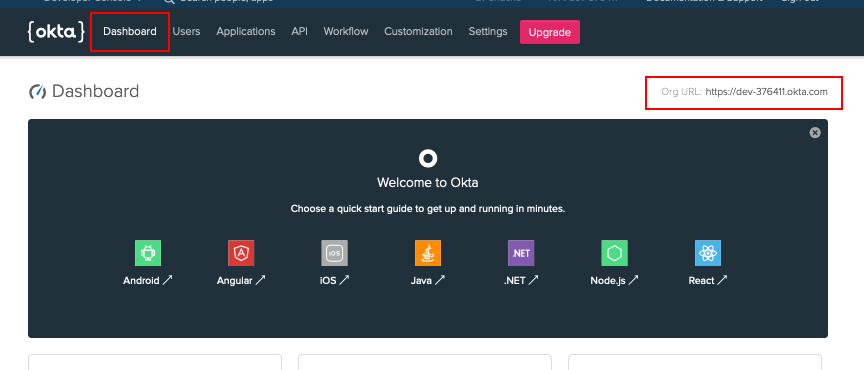 {okta} Dashboard Users Applications API Workflow Customization Settings Upgrade
Dashboard
Org URL: https://dev-376411.okta.com
Welcome to Okta
Choose a quick start guide to get up and running in minutes.
iOS .NET
Android Angular iOS Java .NET Node.js React